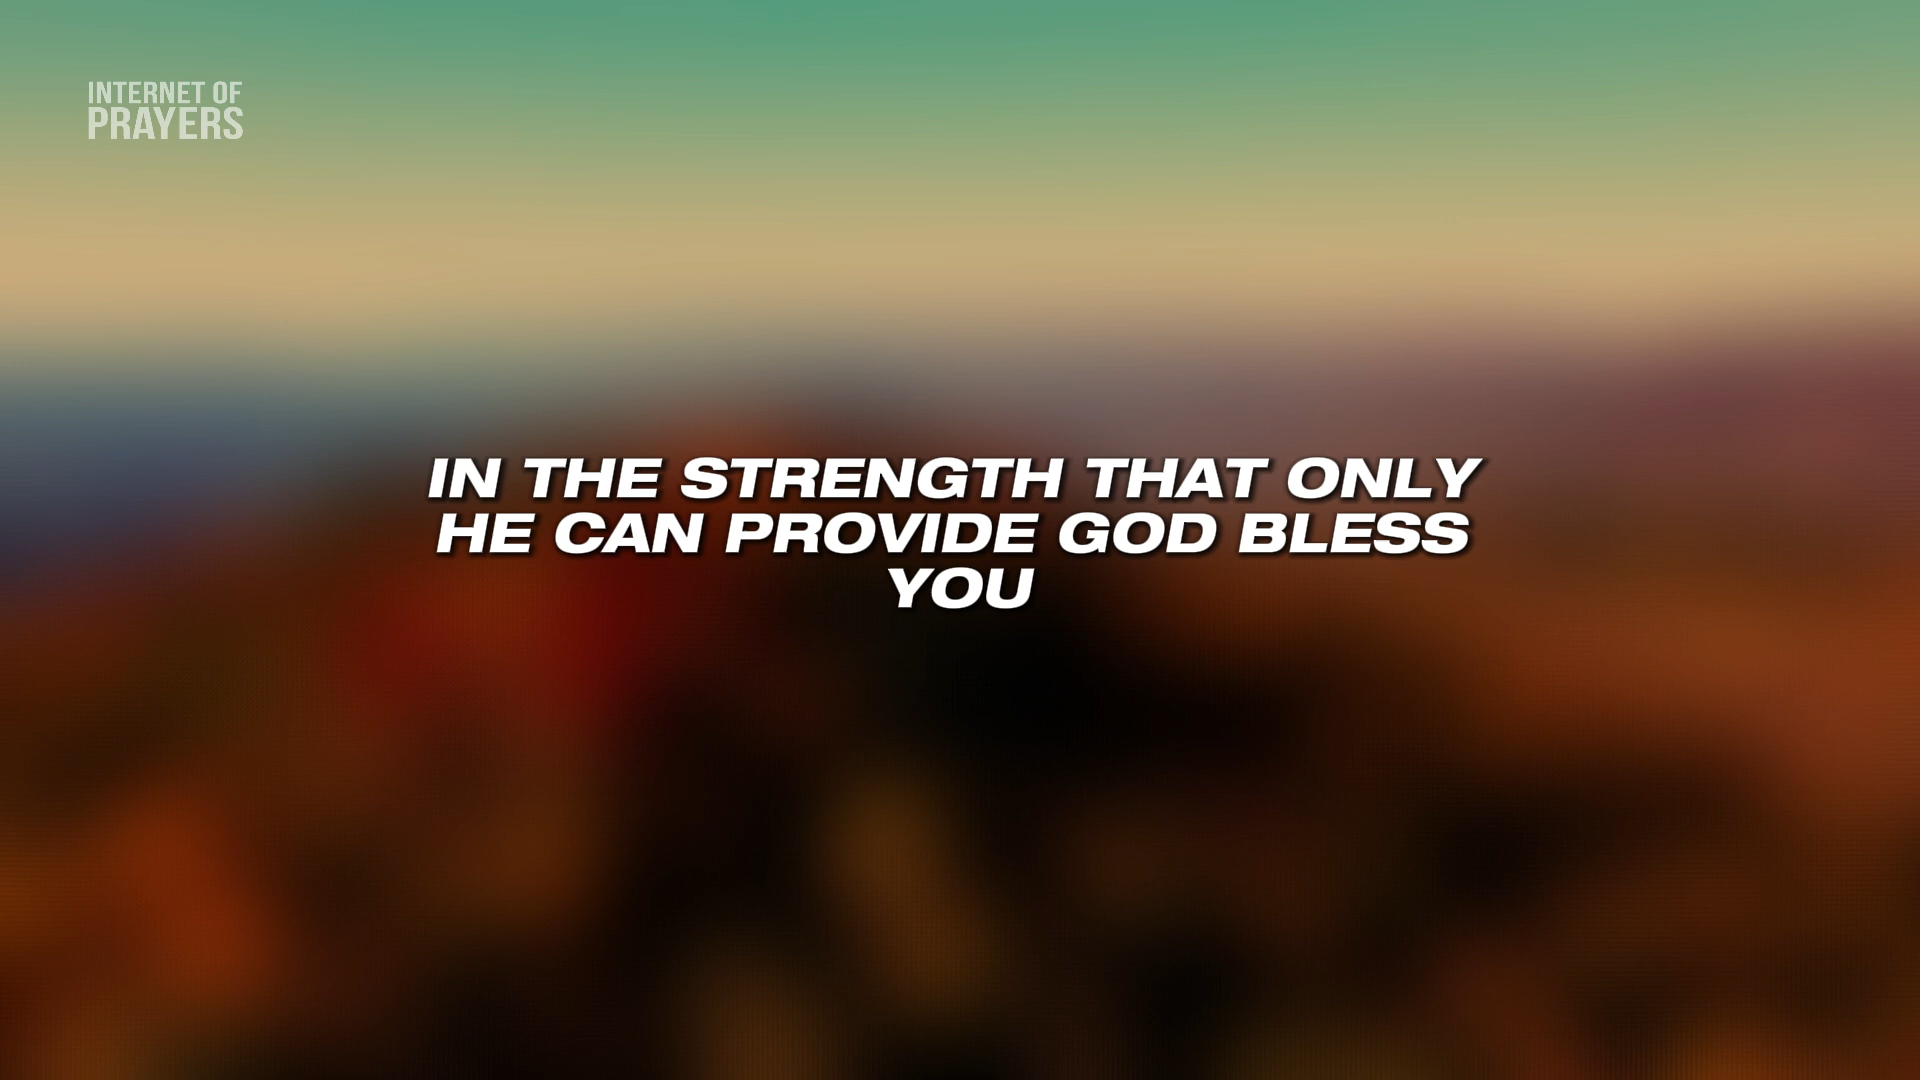 INTERNET OF
PRAYERS
IN THE STRENGTH THAT ONLY
HE CAN PROVIDE GOD BLESS
YOU